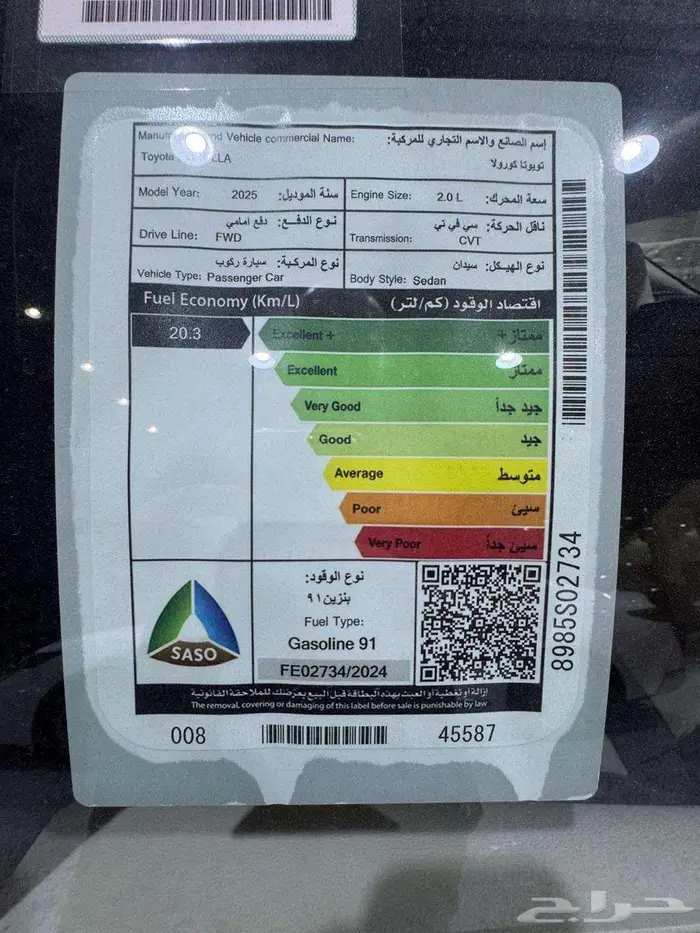 Vehicle commercial Name: إسم الصانع والاسم التجاري للمركبة:
Toyota تويوتا كورولا
Model Year: 2025 سنة الموديل: Engine Size: 2.0 L سعة المحرك:
نوع الدفع: دفع امامي ناقل الحركة: سي في تي
Drive Line: FWD Transmission: CVT
نوع المركبة: سيارة ركوب نوع الهيكل: سيدان
Vehicle Type: Passenger Car Body Style: Sedan
Fuel Economy (Km/L) اقتصاد الوقود (كم/لتر)
20.3 Excellent + ممتاز +
Excellent ممتاز
Very Good جيد جداً
Good جيد
Average متوسط
Poor سيئ
Very Poor سيئ جداً
نوع الوقود:
بنزين ٩١
Fuel Type:
Gasoline 91
FE02734/2024
SASO
8985S02734
إزالة أو تغطية أو العبث بهذه البطاقة قبل البيع يعرضك للملاحقة القانونية
The removal, covering or damaging of this label before sale is punishable by law
008 45587
حراج